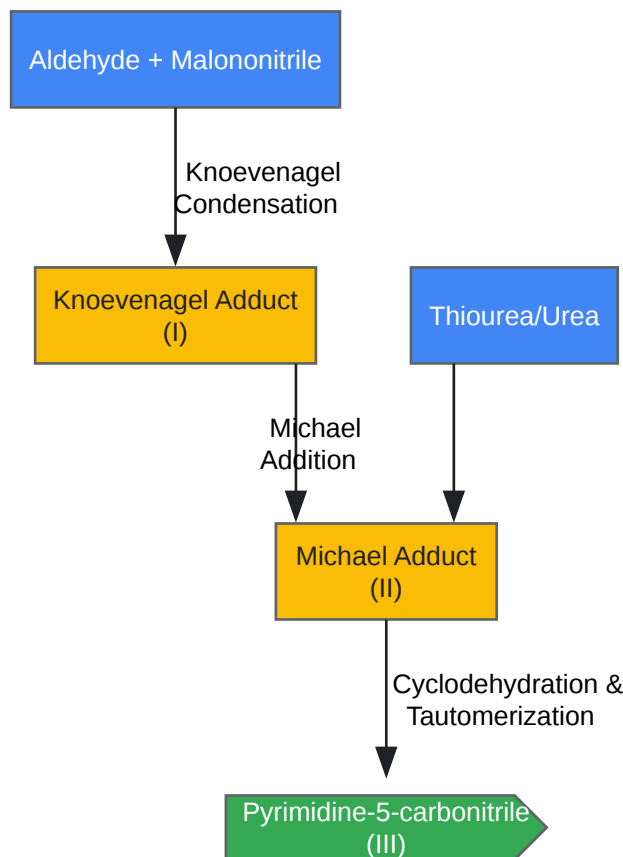 Aldehyde + Malononitrile
Knoevenagel
Condensation
Knoevenagel Adduct
(I)
Thiourea/Urea
Michael
Addition
Michael Adduct
(II)
Cyclodehydration &
Tautomerization
Pyrimidine-5-carbonitrile
(III)